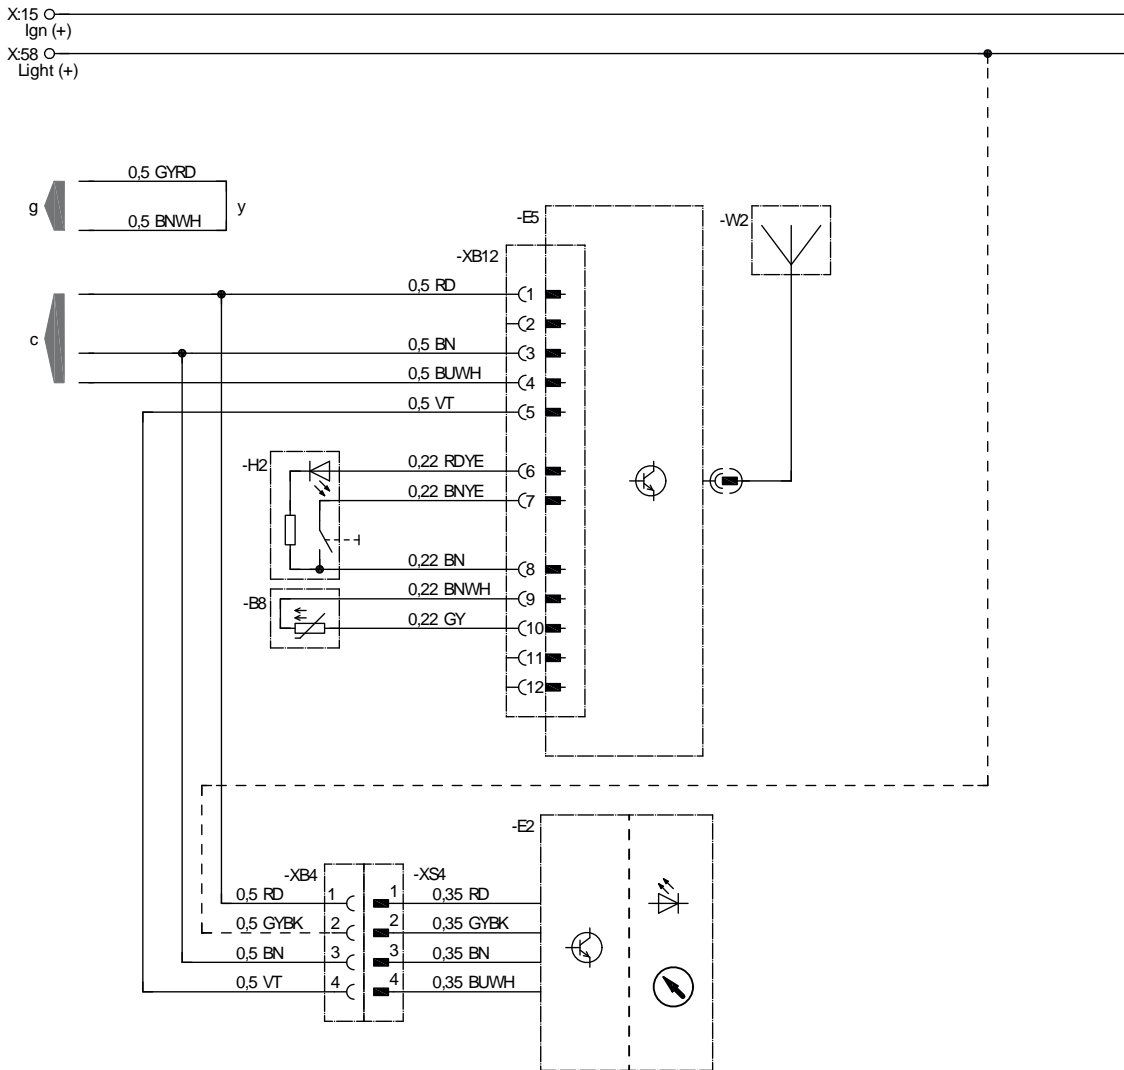 X:15
Ign (+)
X:58
Light (+)
0,5 GYRD
g
y
0,5 BNWH
-E5
-W2
-XB12
0,5 RD
1
2
c
0,5 BN
3
0,5 BUWH
4
0,5 VT
5
-H2
0,22 RDYE
6
0,22 BNYE
7
0,22 BN
8
-B8
0,22 BNWH
9
0,22 GY
10
11
12
-E2
-XB4
-XS4
0,5 RD
1
1
0,35 RD
0,5 GYBK
2
2
0,35 GYBK
0,5 BN
3
3
0,35 BN
0,5 VT
4
4
0,35 BUWH